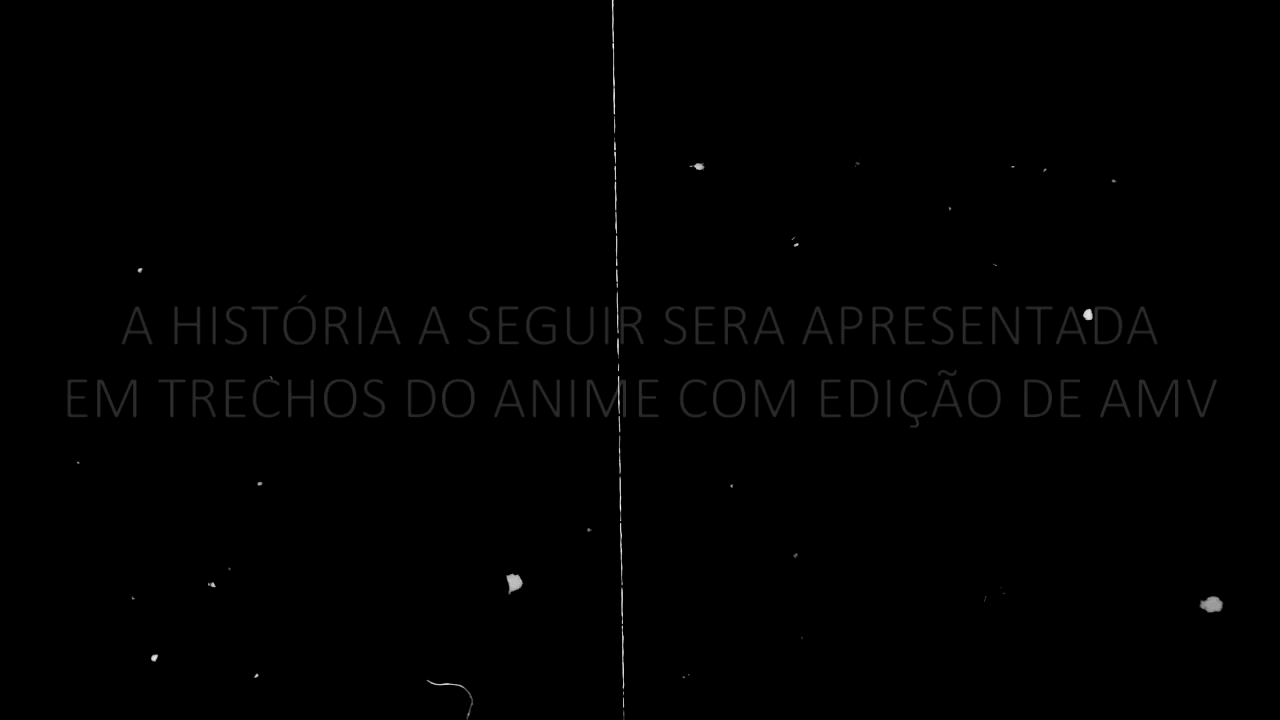 A HISTÓRIA A SEGUIR SERA APRESENTADA
EM TRECHOS DO ANIME COM EDIÇÃO DE AMV